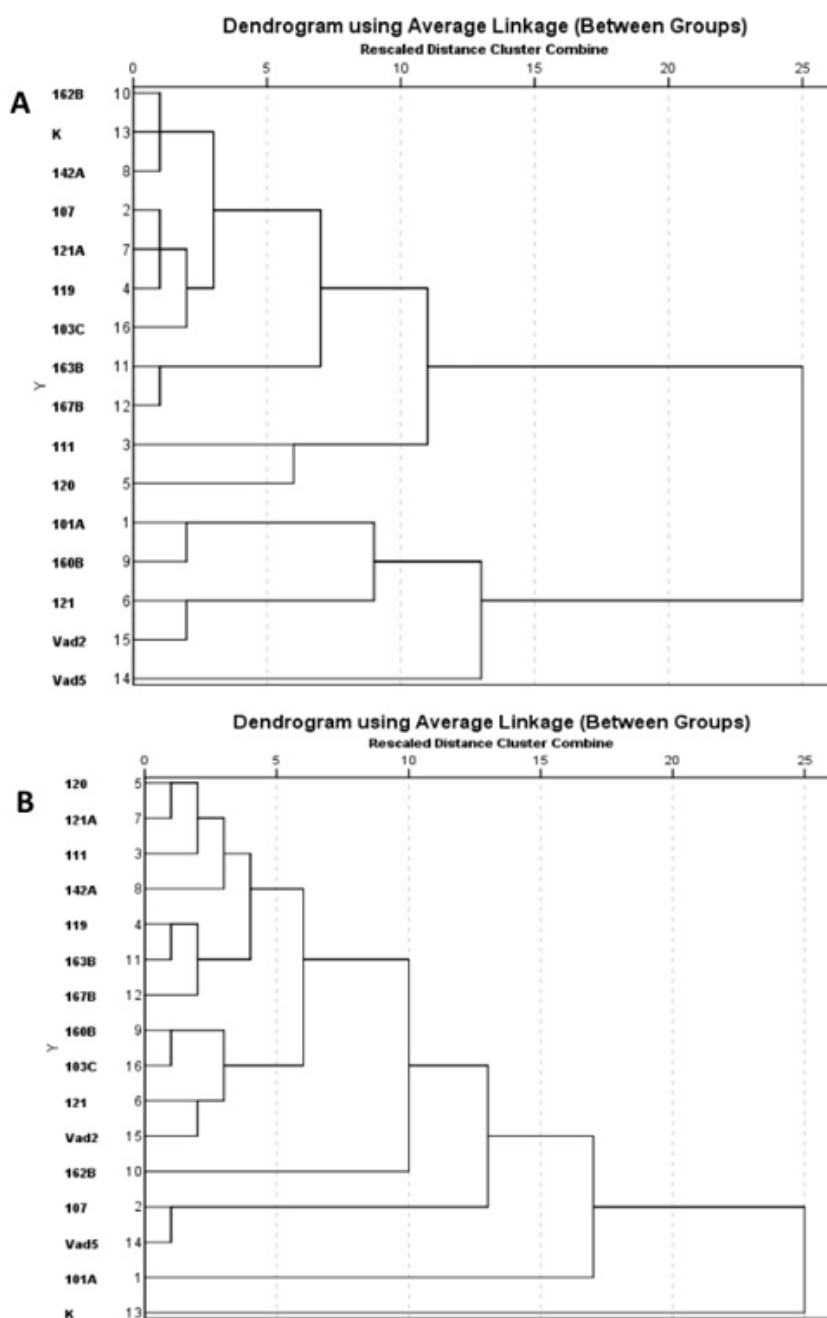 Dendrogram using Average Linkage (Between Groups)
Rescaled Distance Cluster Combine
0 5 10 15 20 25
A
162B 10
K 13
142A 8
107 2
121A 7
119 4
103C 16
163B 11
Y
167B 12
111 3
120 5
101A 1
160B 9
121 6
Vad2 15
Vad5 14
Dendrogram using Average Linkage (Between Groups)
Rescaled Distance Cluster Combine
0 5 10 15 20 25
B
120 5
121A 7
111 3
142A 8
119 4
163B 11
167B 12
160B 9
Y
103C 16
121 6
Vad2 15
162B 10
107 2
Vad5 14
101A 1
K 13